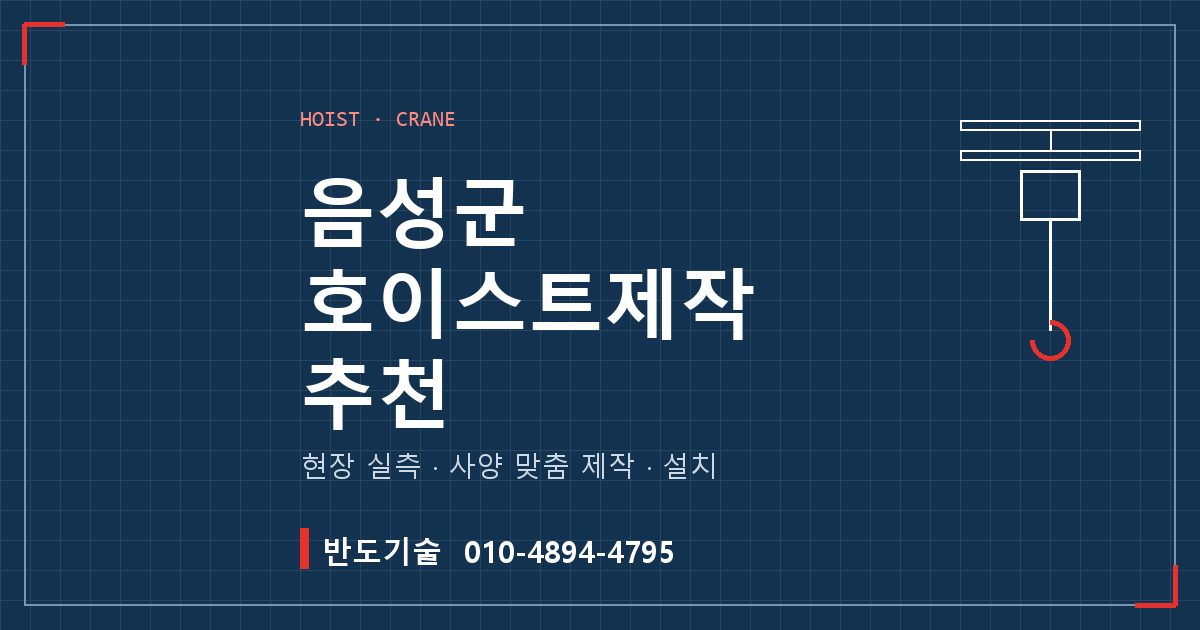 HOIST · CRANE
음성군
호이스트제작
추천
현장 실측 · 사양 맞춤 제작 · 설치
반도기술 010-4894-4795